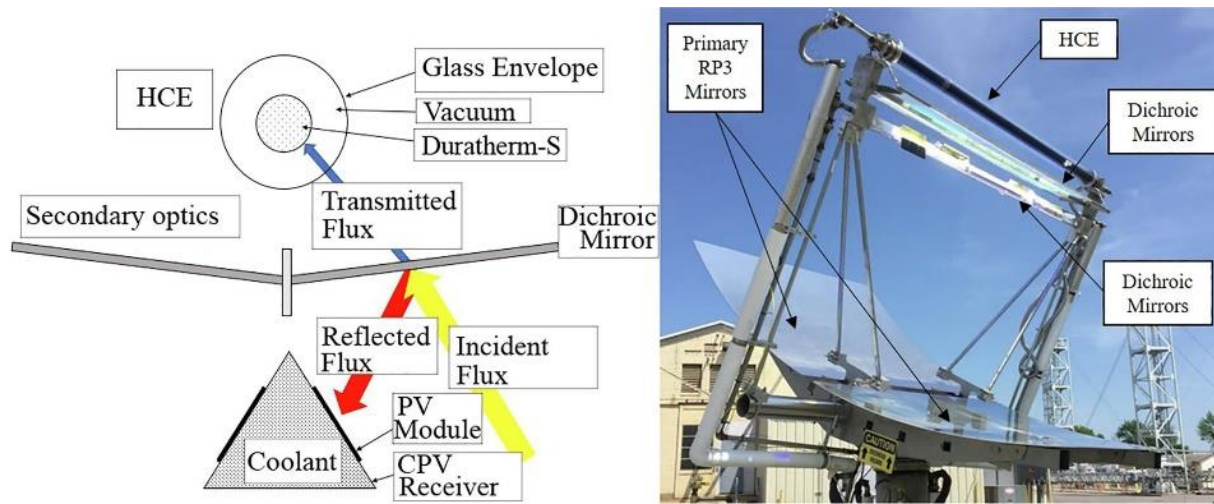 HCE
Glass Envelope
Vacuum
Duratherm-S
Transmitted
Flux
Secondary optics
Dichroic
Mirror
Reflected
Flux
Incident
Flux
PV
Module
Coolant
CPV
Receiver
Primary
RP3
Mirrors
HCE
Dichroic
Mirrors
Dichroic
Mirrors
CAUTION